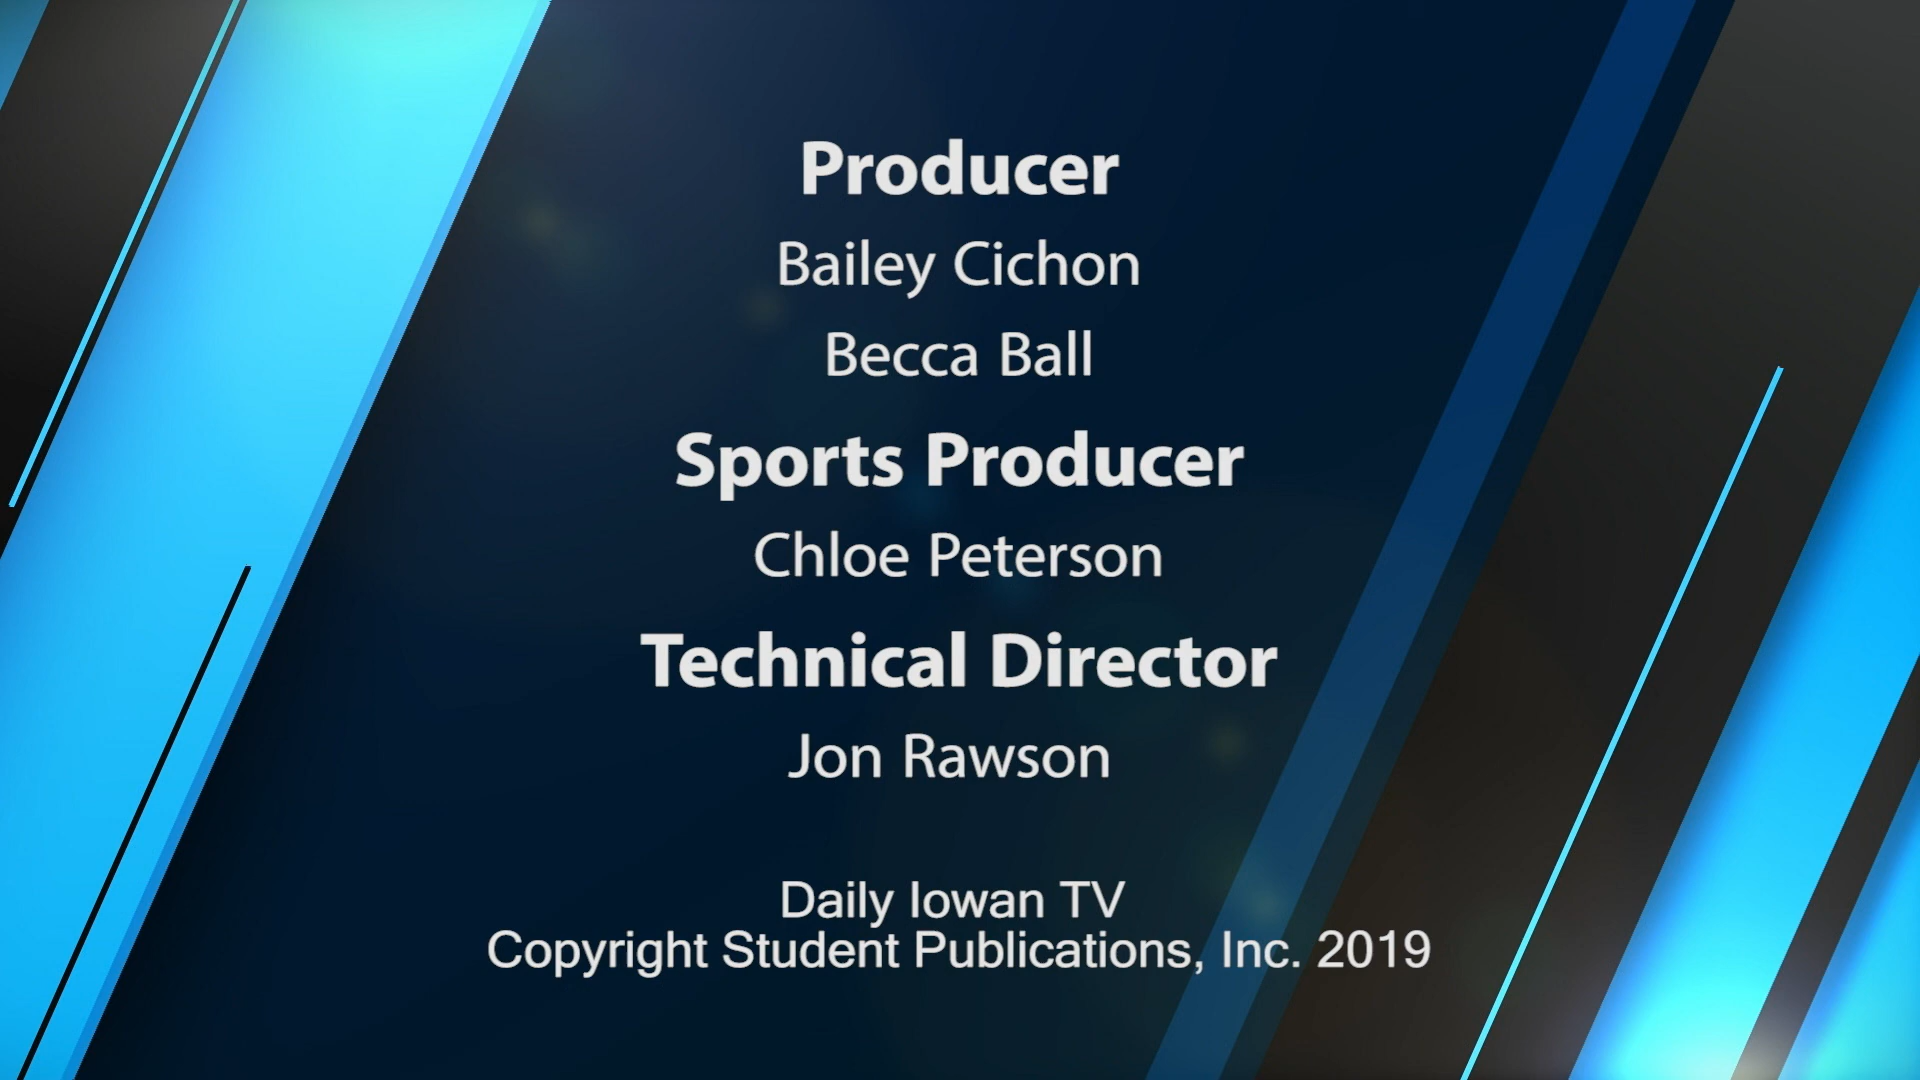 Producer
Bailey Cichon
Becca Ball
Sports Producer
Chloe Peterson
Technical Director
Jon Rawson
Daily Iowan TV
Copyright Student Publications, Inc. 2019